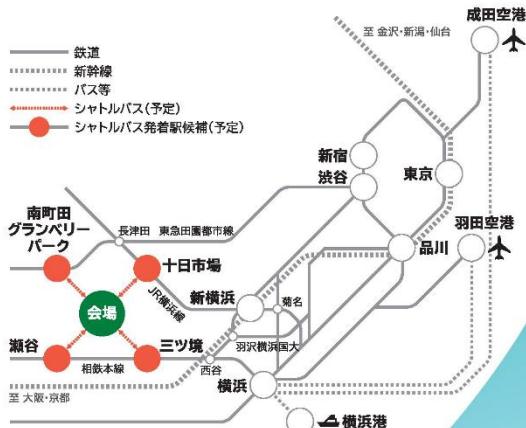 成田空港
至 金沢・新潟・仙台
鉄道
新幹線
バス等
シャトルバス(予定)
シャトルバス発着駅候補(予定)
新宿
渋谷
東京
南町田
グランベリー
パーク
長津田
東急田園都市線
羽田空港
品川
十日市場
JR横浜線
新横浜
菊名
会場
羽沢横浜国大
瀬谷
相鉄本線
三ツ境
西谷
横浜
至 大阪・京都
横浜港